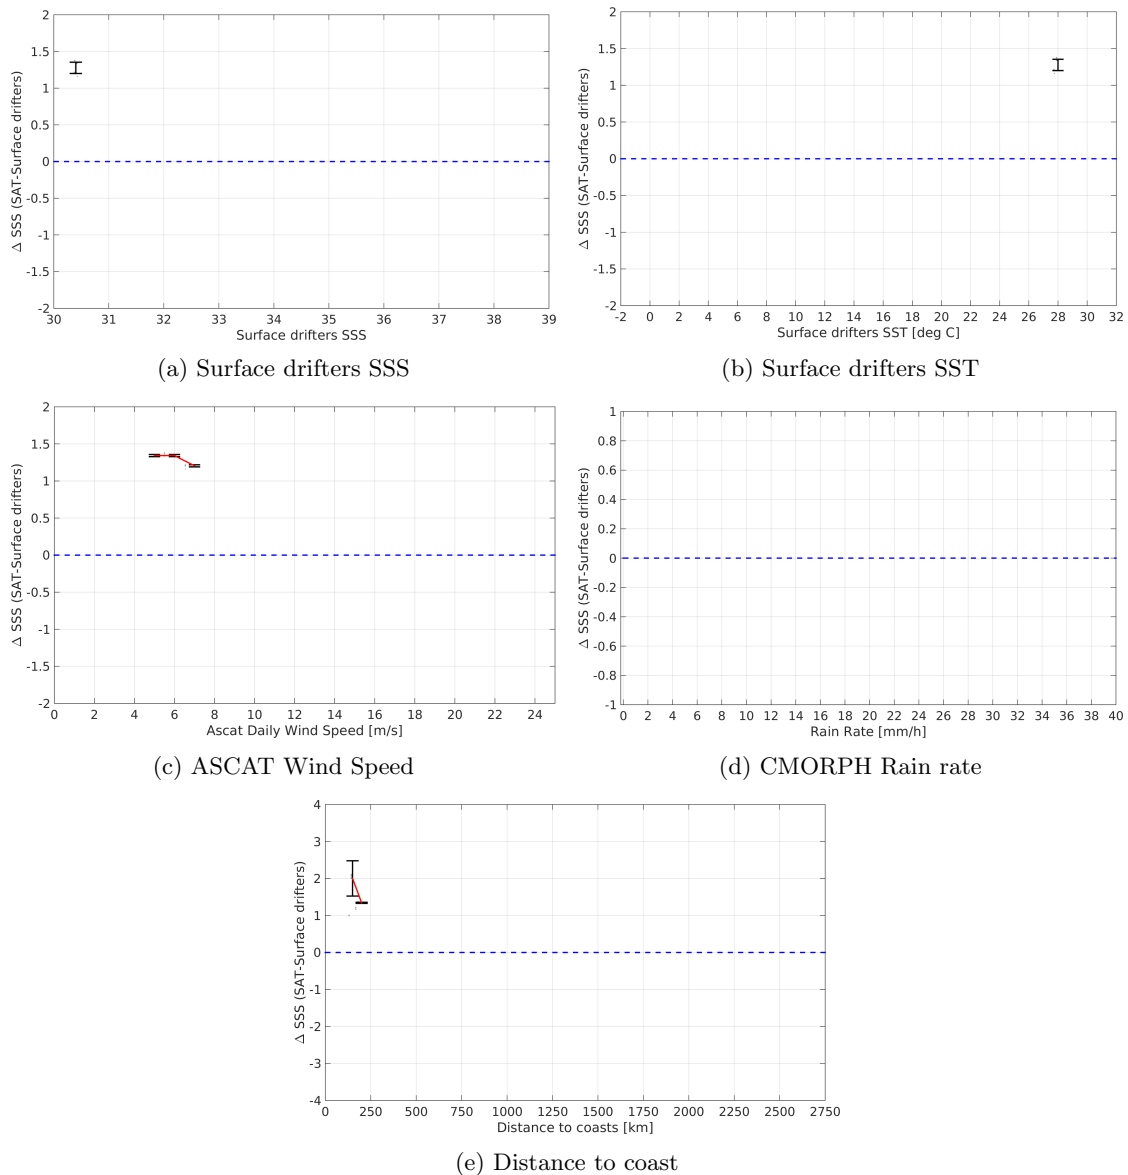 2
1.5
1
0.5
0
-0.5
-1
-1.5
-2
30 31 32 33 34 35 36 37 38 39
Δ SSS (SAT-Surface drifters)
Surface drifters SSS
(a) Surface drifters SSS
2
1.5
1
0.5
0
-0.5
-1
-1.5
-2
-2 0 2 4 6 8 10 12 14 16 18 20 22 24 26 28 30 32
Δ SSS (SAT-Surface drifters)
Surface drifters SST [deg C]
(b) Surface drifters SST
2
1.5
1
0.5
0
-0.5
-1
-1.5
-2
0 2 4 6 8 10 12 14 16 18 20 22 24
Δ SSS (SAT-Surface drifters)
Ascat Daily Wind Speed [m/s]
(c) ASCAT Wind Speed
1
0.8
0.6
0.4
0.2
0
-0.2
-0.4
-0.6
-0.8
-1
0 2 4 6 8 10 12 14 16 18 20 22 24 26 28 30 32 34 36 38 40
Δ SSS (SAT-Surface drifters)
Rain Rate [mm/h]
(d) CMORPH Rain rate
4
3
2
1
0
-1
-2
-3
-4
0 250 500 750 1000 1250 1500 1750 2000 2250 2500 2750
Δ SSS (SAT-Surface drifters)
Distance to coasts [km]
(e) Distance to coast